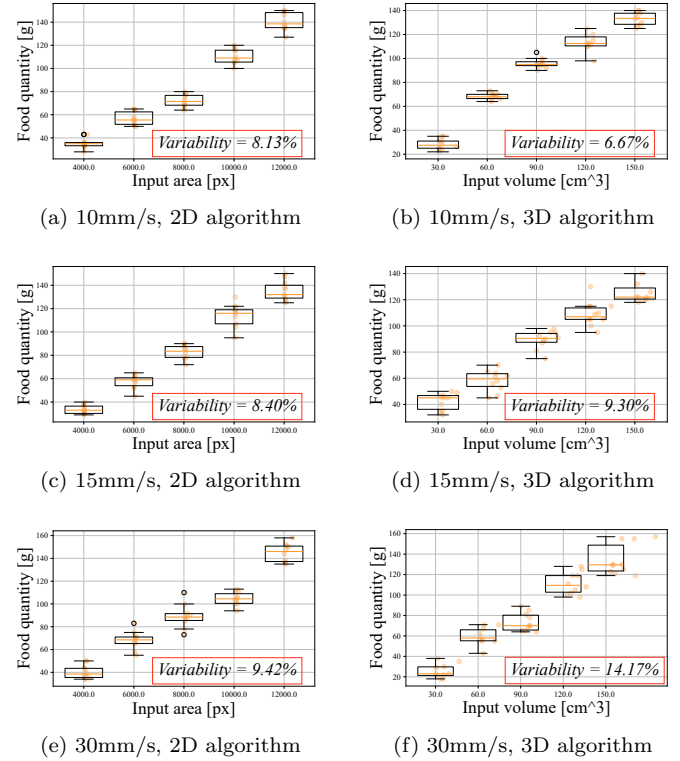 Food quantity [g]
140
120
100
80
60
40
Variability = 8.13%
4000.0 6000.0 8000.0 10000.0 12000.0
Input area [px]
(a) 10mm/s, 2D algorithm
Food quantity [g]
140
120
100
80
60
40
20
Variability = 6.67%
30.0 60.0 90.0 120.0 150.0
Input volume [cm^3]
(b) 10mm/s, 3D algorithm
Food quantity [g]
140
120
100
80
60
40
Variability = 8.40%
4000.0 6000.0 8000.0 10000.0 12000.0
Input area [px]
(c) 15mm/s, 2D algorithm
Food quantity [g]
140
120
100
80
60
40
Variability = 9.30%
30.0 60.0 90.0 120.0 150.0
Input volume [cm^3]
(d) 15mm/s, 3D algorithm
Food quantity [g]
160
140
120
100
80
60
40
Variability = 9.42%
4000.0 6000.0 8000.0 10000.0 12000.0
Input area [px]
(e) 30mm/s, 2D algorithm
Food quantity [g]
160
140
120
100
80
60
40
20
Variability = 14.17%
30.0 60.0 90.0 120.0 150.0
Input volume [cm^3]
(f) 30mm/s, 3D algorithm